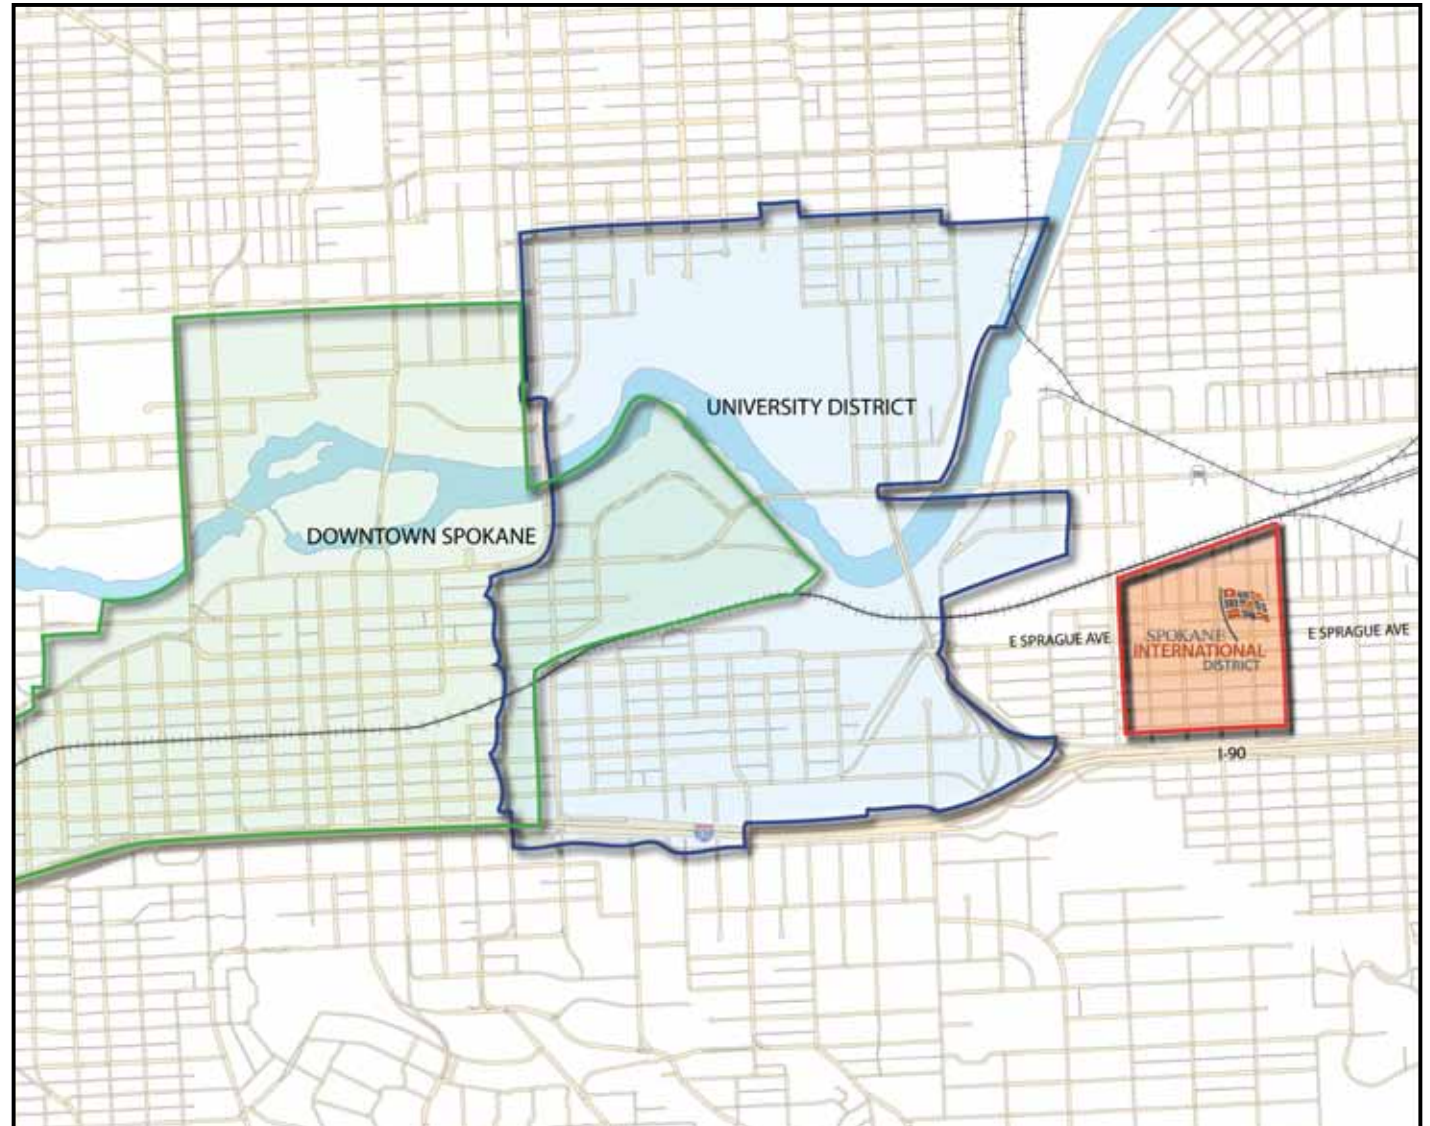 UNIVERSITY DISTRICT
DOWNTOWN SPOKANE
E SPRAGUE AVE
SPOKANE
INTERNATIONAL
DISTRICT
E SPRAGUE AVE
I-90